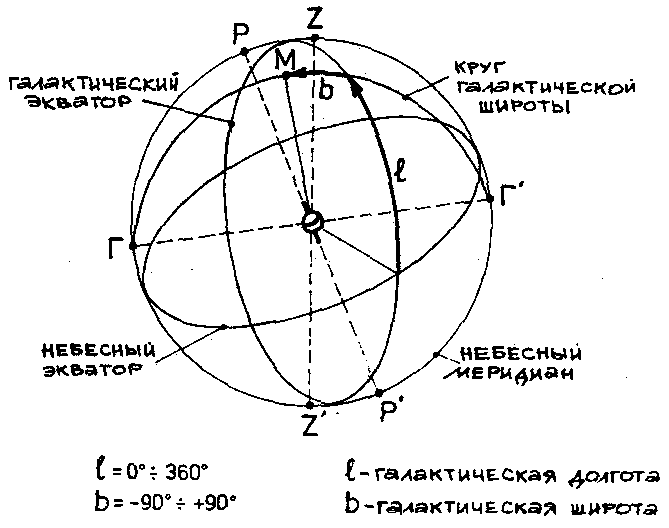 Z
P
M
ГАЛАКТИЧЕСКИЙ
ЭКВАТОР
b
КРУГ
ГАЛАКТИЧЕСКОЙ
ШИРОТЫ
l
Г
Г'
НЕБЕСНЫЙ
ЭКВАТОР
НЕБЕСНЫЙ
МЕРИДИАН
Z'
P'
l = 0° ÷ 360°
b = -90° ÷ +90°
l - ГАЛАКТИЧЕСКАЯ ДОЛГОТА
b - ГАЛАКТИЧЕСКАЯ ШИРОТА